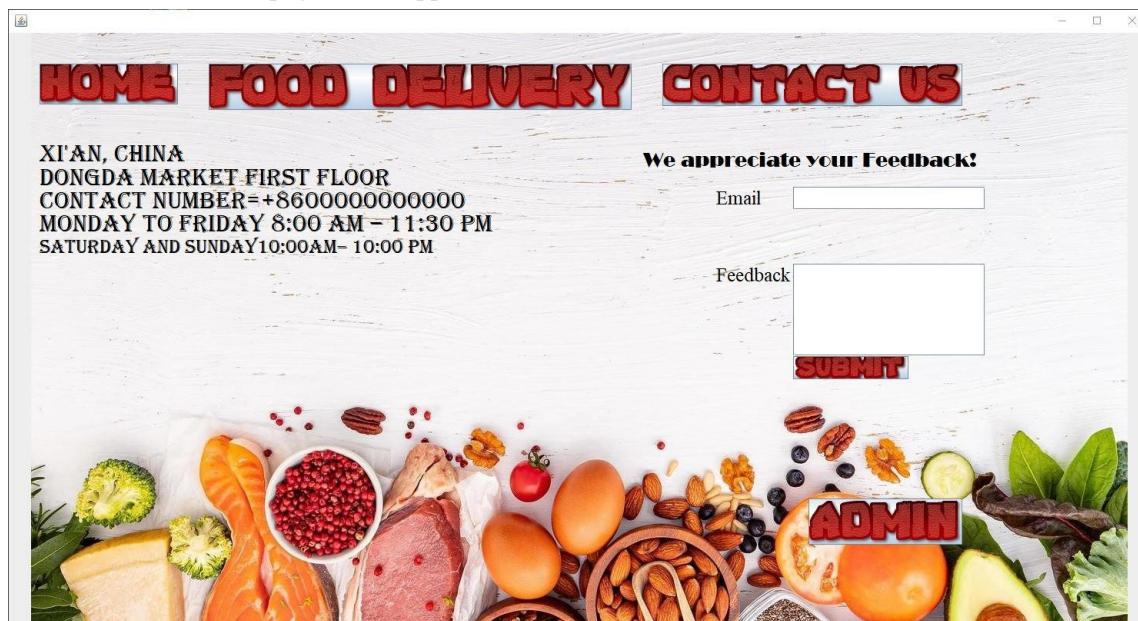 HOME FOOD DELIVERY CONTACT US
XI'AN, CHINA
DONGDA MARKET FIRST FLOOR
CONTACT NUMBER=+8600000000000
MONDAY TO FRIDAY 8:00 AM – 11:30 PM
SATURDAY AND SUNDAY10:00AM– 10:00 PM
We appreciate your Feedback!
Email
Feedback
SUBMIT
ADMIN